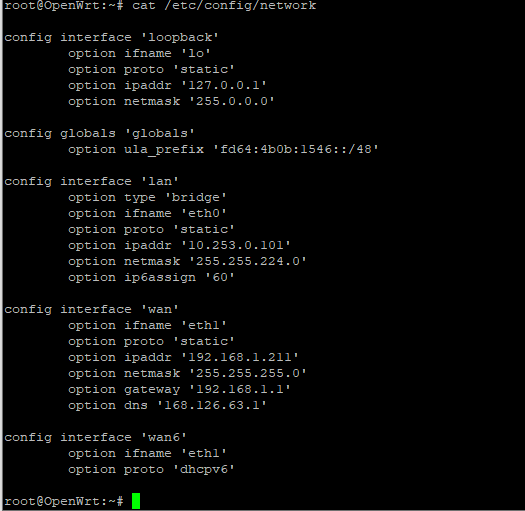 root@OpenWrt:~# cat /etc/config/network
config interface 'loopback'
option ifname 'lo'
option proto 'static'
option ipaddr '127.0.0.1'
option netmask '255.0.0.0'
config globals 'globals'
option ula_prefix 'fd64:4b0b:1546::/48'
config interface 'lan'
option type 'bridge'
option ifname 'eth0'
option proto 'static'
option ipaddr '10.253.0.101'
option netmask '255.255.224.0'
option ip6assign '60'
config interface 'wan'
option ifname 'eth1'
option proto 'static'
option ipaddr '192.168.1.211'
option netmask '255.255.255.0'
option gateway '192.168.1.1'
option dns '168.126.63.1'
config interface 'wan6'
option ifname 'eth1'
option proto 'dhcpv6'
root@OpenWrt:~#